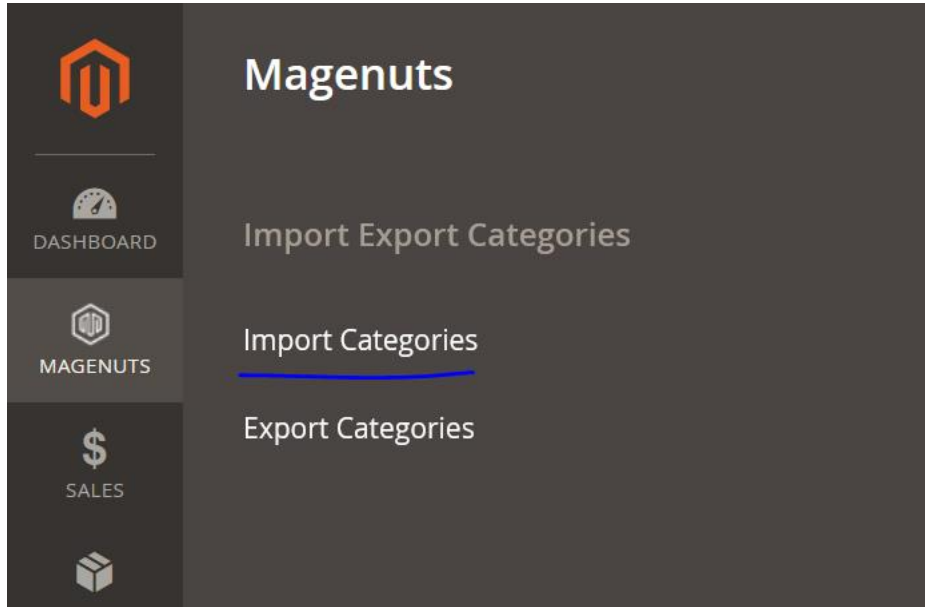 Magenuts
DASHBOARD
Import Export Categories
MAGENUTS
Import Categories
Export Categories
$
SALES